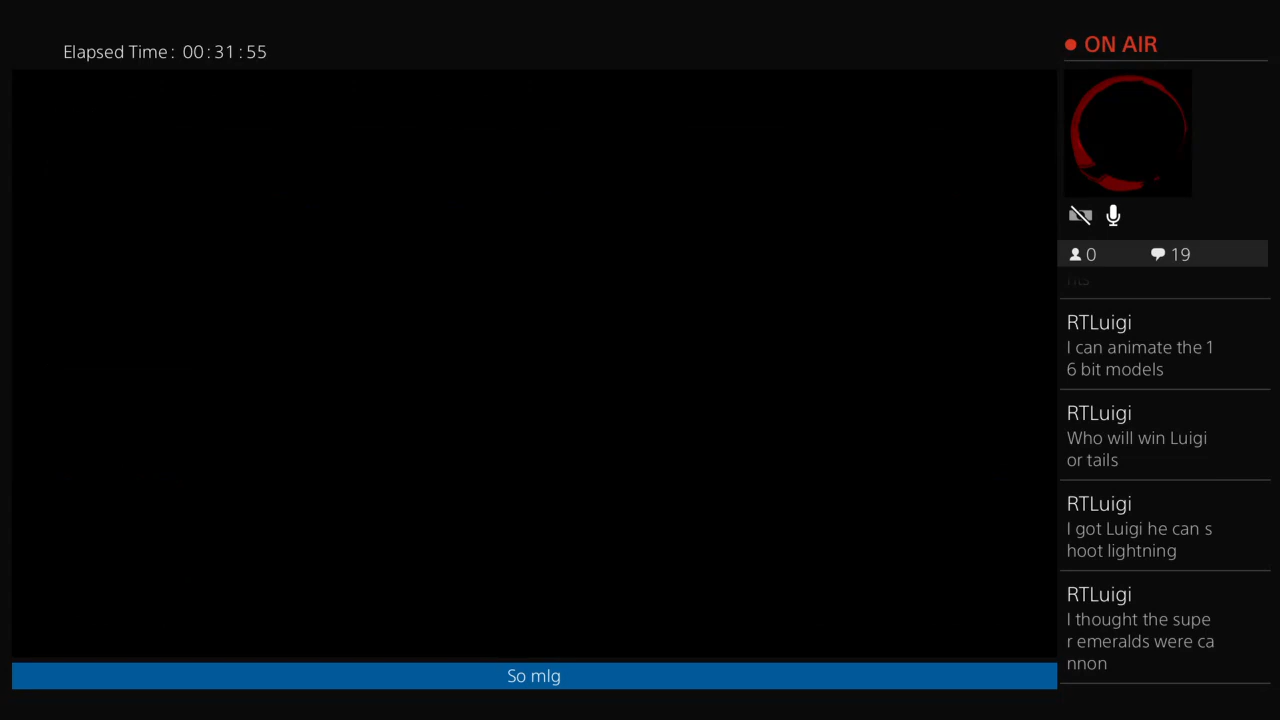 Elapsed Time: 00:31:55
ON AIR
0 19
RTLuigi
I can animate the 1
6 bit models
RTLuigi
Who will win Luigi
or tails
RTLuigi
I got Luigi he can s
hoot lightning
RTLuigi
I thought the supe
r emeralds were ca
nnon
So mlg